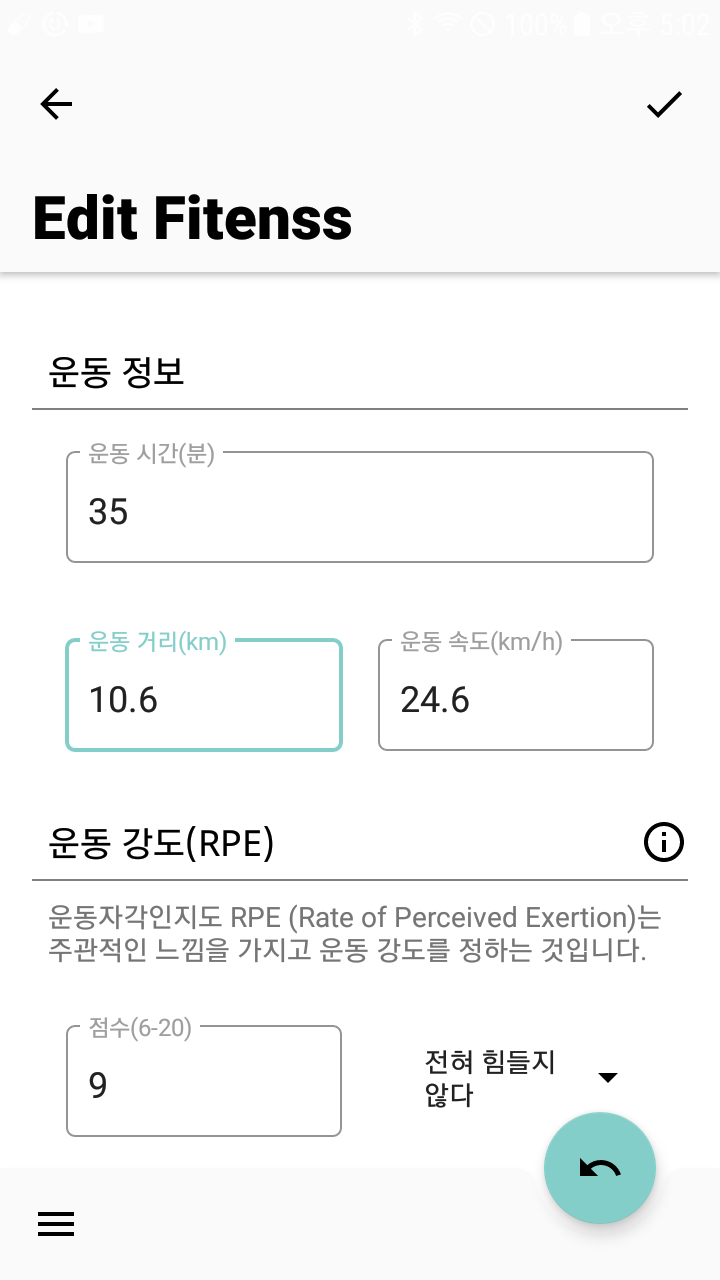 100% 오후 5:02
Edit Fitenss
운동 정보
운동 시간(분)
35
운동 거리(km)
10.6
운동 속도(km/h)
24.6
운동 강도(RPE)
운동자각인지도 RPE (Rate of Perceived Exertion)는
주관적인 느낌을 가지고 운동 강도를 정하는 것입니다.
점수(6-20)
9
전혀 힘들지
않다